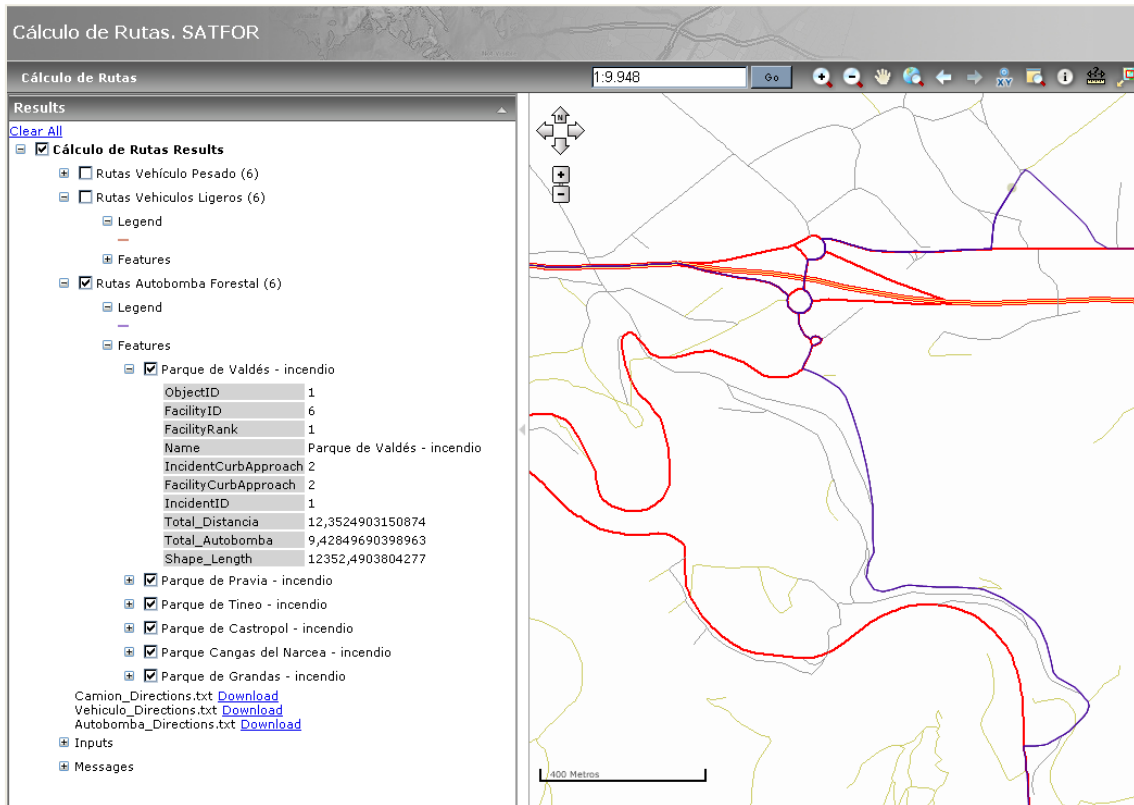 Cálculo de Rutas. SATFOR
Cálculo de Rutas
1:9.948
Go
XY
Results
Clear All
Cálculo de Rutas Results
Rutas Vehículo Pesado (6)
Rutas Vehiculos Ligeros (6)
Legend
Features
Rutas Autobomba Forestal (6)
Legend
Features
Parque de Valdés - incendio
ObjectID 1
FacilityID 6
FacilityRank 1
Name Parque de Valdés - incendio
IncidentCurbApproach 2
FacilityCurbApproach 2
IncidentID 1
Total_Distancia 12,3524903150874
Total_Autobomba 9,42849690398963
Shape_Length 12352,4903804277
Parque de Pravia - incendio
Parque de Tineo - incendio
Parque de Castropol - incendio
Parque Cangas del Narcea - incendio
Parque de Grandas - incendio
Camion_Directions.txt Download
Vehiculo_Directions.txt Download
Autobomba_Directions.txt Download
Inputs
Messages
N
400 Metros